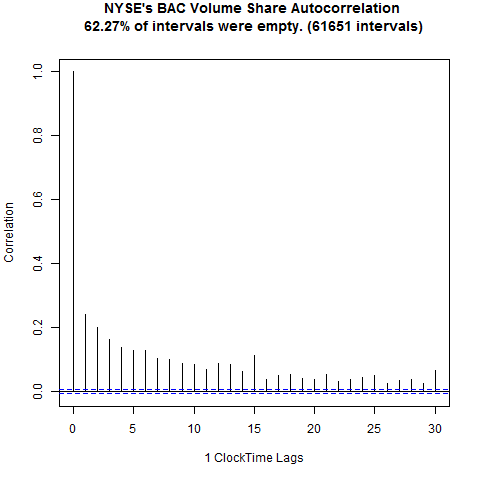 NYSE's BAC Volume Share Autocorrelation
62.27% of intervals were empty. (61651 intervals)
1.0
0.8
0.6
0.4
0.2
0.0
Correlation
0 5 10 15 20 25 30
1 ClockTime Lags